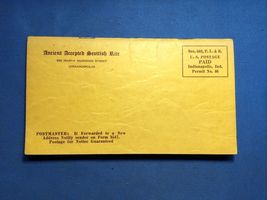 Ancient Accepted Scottish Rite
INDIANAPOLIS
Sec. 562, P. L. & R.
U. S. POSTAGE
PAID
Indianapolis, Ind.
Permit No. 46
POSTMASTER: If Forwarded to a New
Address Notify sender on Form 3547.
Postage for Notice Guaranteed